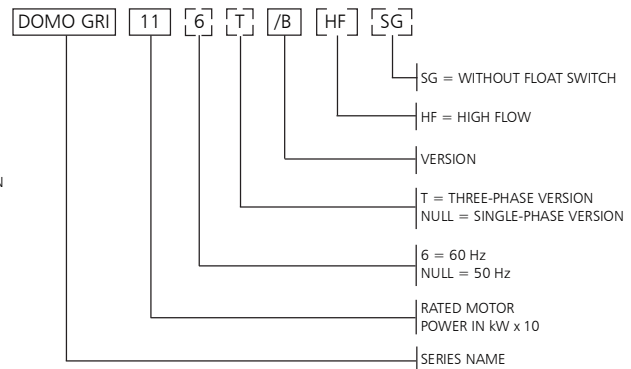 DOMO GRI 11 6 T /B HF SG
SG = WITHOUT FLOAT SWITCH
HF = HIGH FLOW
VERSION
N
T = THREE-PHASE VERSION
NULL = SINGLE-PHASE VERSION
6 = 60 Hz
NULL = 50 Hz
RATED MOTOR
POWER IN kW x 10
SERIES NAME